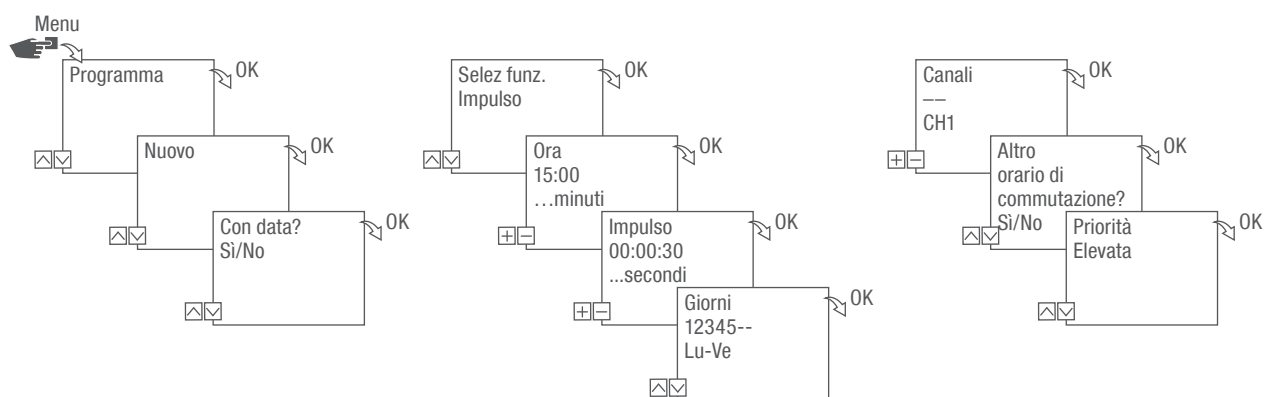 Menu
Programma
OK
Nuovo
OK
Con data?
Sì/No
OK
Selez funz.
Impulso
OK
Ora
15:00
…minuti
OK
Impulso
00:00:30
...secondi
OK
Giorni
12345--
Lu-Ve
OK
Canali
––
CH1
OK
Altro
orario di
commutazione?
Sì/No
OK
Priorità
Elevata
OK